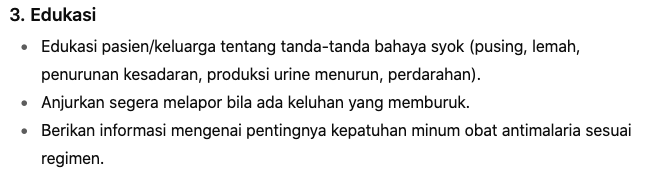 3. Edukasi
• Edukasi pasien/keluarga tentang tanda-tanda bahaya syok (pusing, lemah,
penurunan kesadaran, produksi urine menurun, perdarahan).
• Anjurkan segera melapor bila ada keluhan yang memburuk.
• Berikan informasi mengenai pentingnya kepatuhan minum obat antimalaria sesuai
regimen.